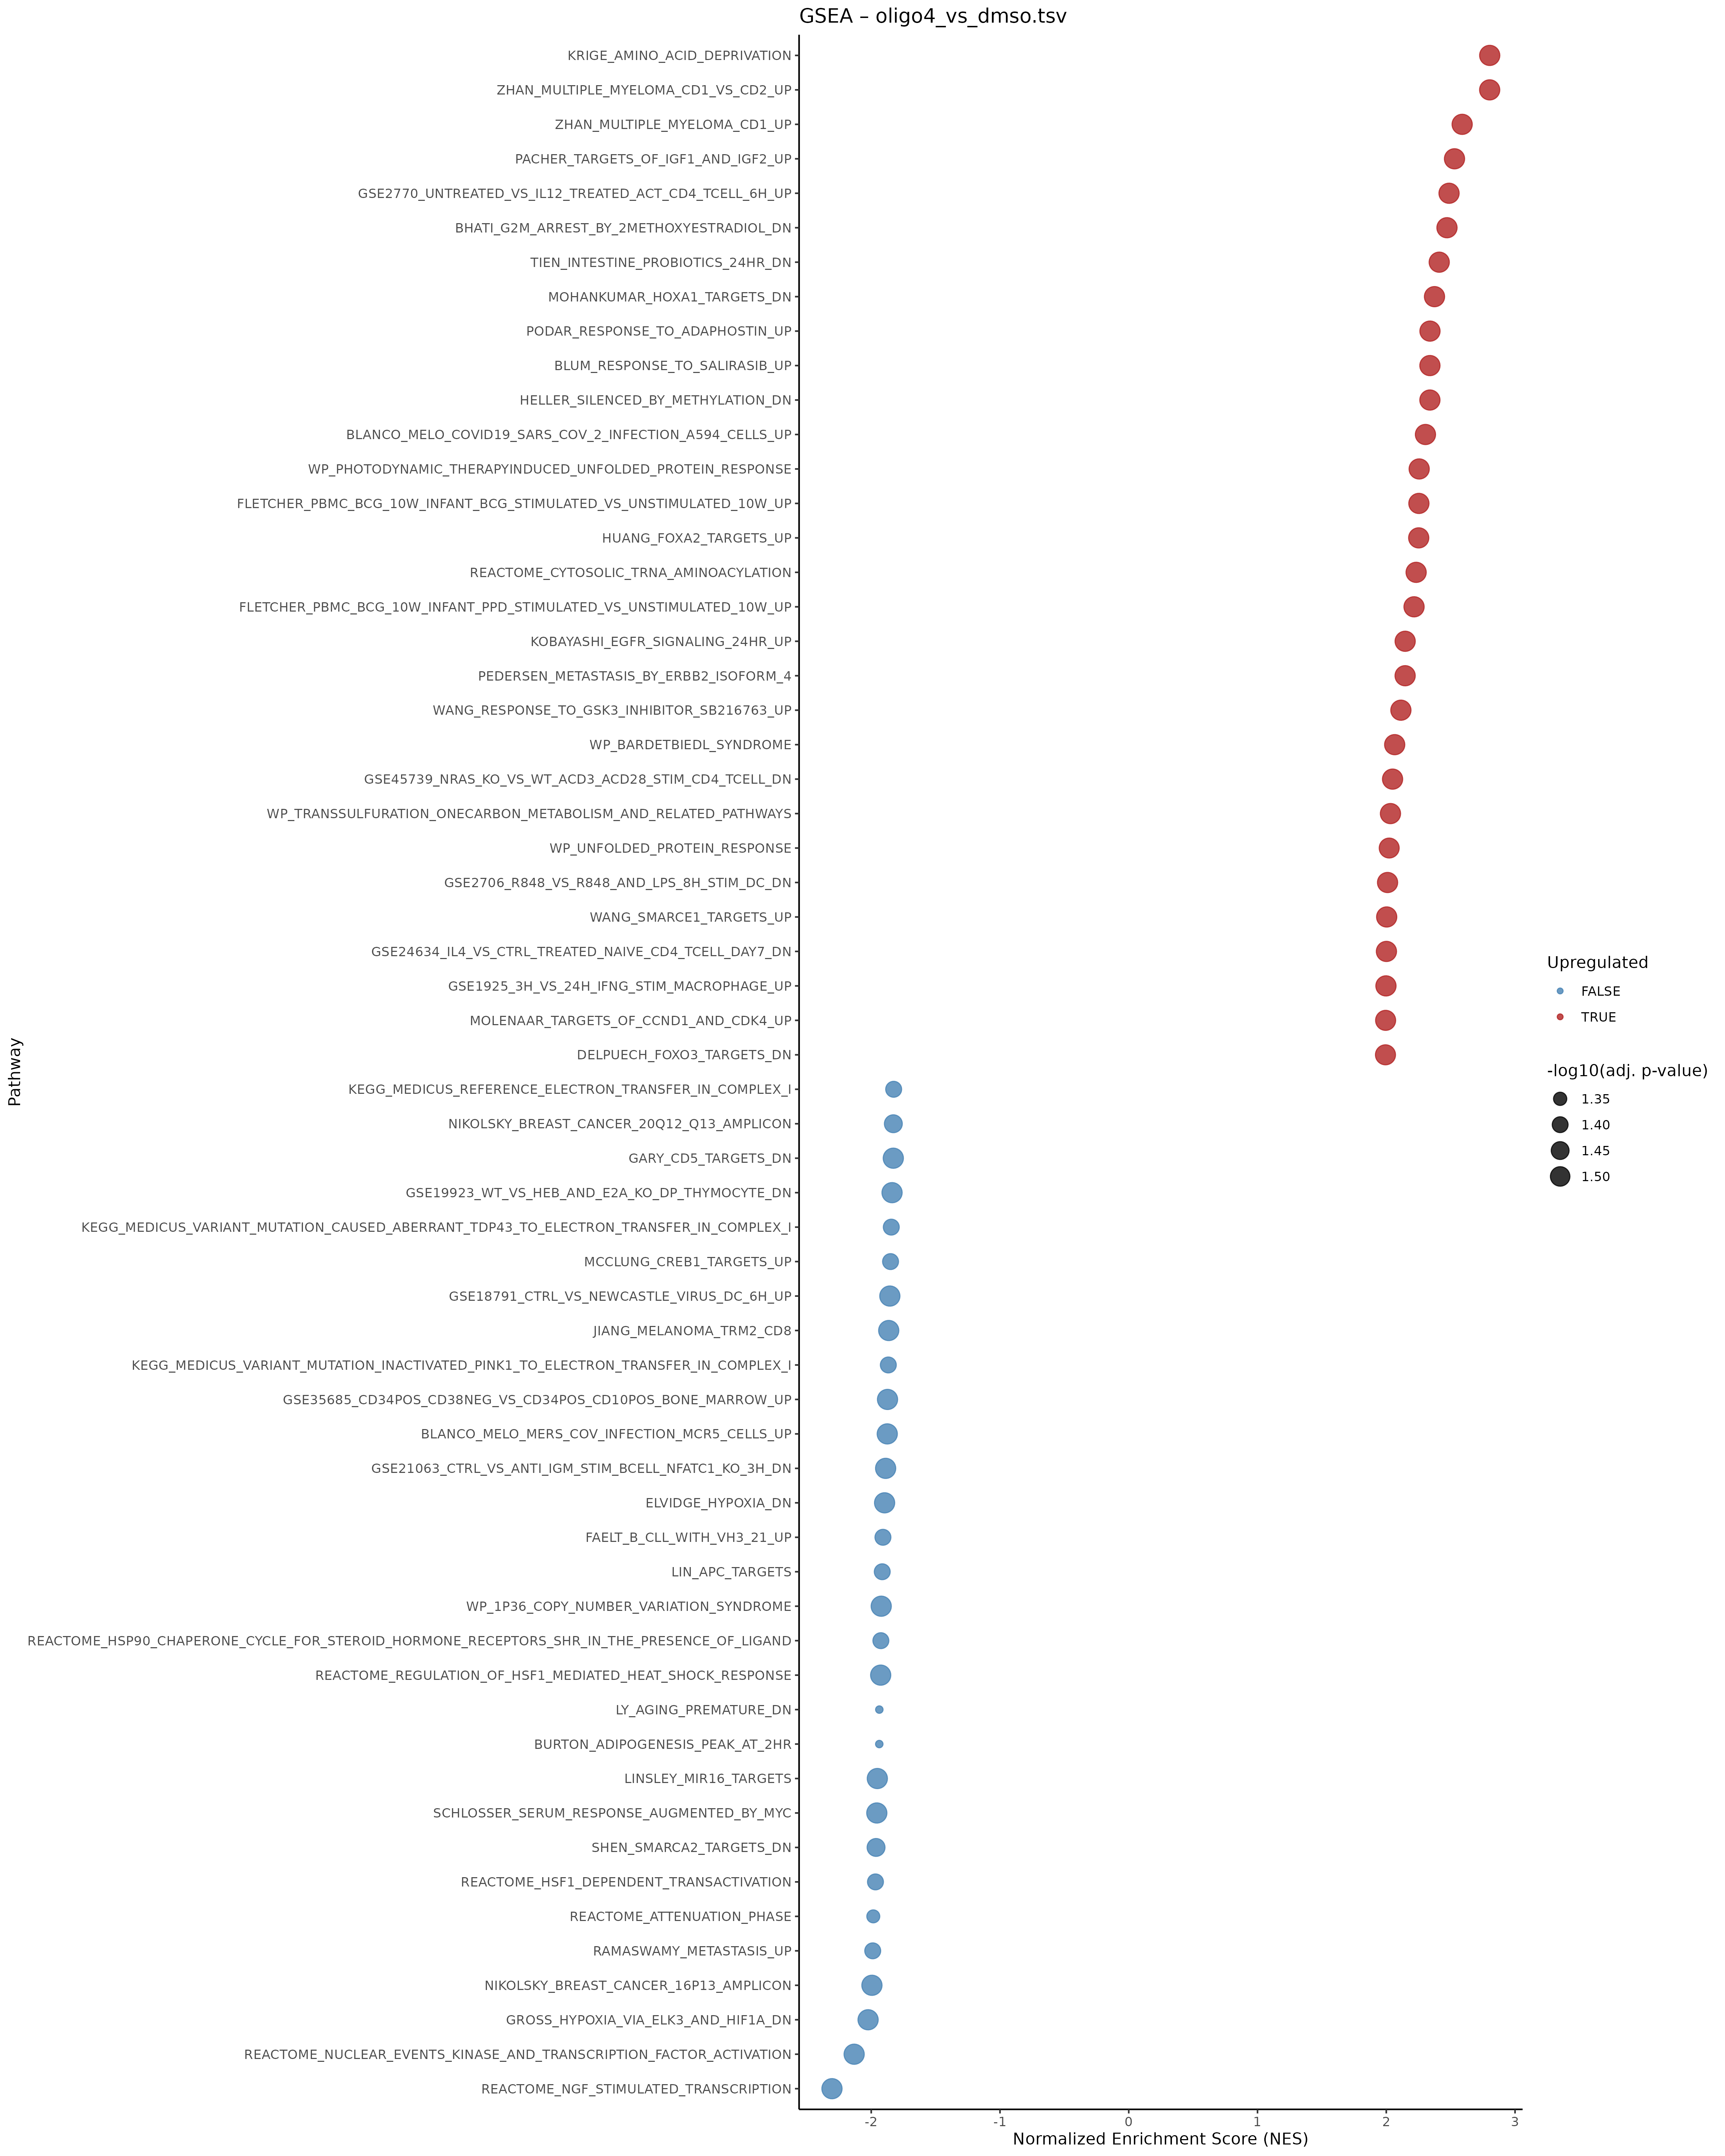 GSEA – oligo4_vs_dmso.tsv
Pathway
KRIGE_AMINO_ACID_DEPRIVATION
ZHAN_MULTIPLE_MYELOMA_CD1_VS_CD2_UP
ZHAN_MULTIPLE_MYELOMA_CD1_UP
PACHER_TARGETS_OF_IGF1_AND_IGF2_UP
GSE2770_UNTREATED_VS_IL12_TREATED_ACT_CD4_TCELL_6H_UP
BHATI_G2M_ARREST_BY_2METHOXYESTRADIOL_DN
TIEN_INTESTINE_PROBIOTICS_24HR_DN
MOHANKUMAR_HOXA1_TARGETS_DN
PODAR_RESPONSE_TO_ADAPHOSTIN_UP
BLUM_RESPONSE_TO_SALIRASIB_UP
HELLER_SILENCED_BY_METHYLATION_DN
BLANCO_MELO_COVID19_SARS_COV_2_INFECTION_A594_CELLS_UP
WP_PHOTODYNAMIC_THERAPYINDUCED_UNFOLDED_PROTEIN_RESPONSE
FLETCHER_PBMC_BCG_10W_INFANT_BCG_STIMULATED_VS_UNSTIMULATED_10W_UP
HUANG_FOXA2_TARGETS_UP
REACTOME_CYTOSOLIC_TRNA_AMINOACYLATION
FLETCHER_PBMC_BCG_10W_INFANT_PPD_STIMULATED_VS_UNSTIMULATED_10W_UP
KOBAYASHI_EGFR_SIGNALING_24HR_UP
PEDERSEN_METASTASIS_BY_ERBB2_ISOFORM_4
WANG_RESPONSE_TO_GSK3_INHIBITOR_SB216763_UP
WP_BARDETBIEDL_SYNDROME
GSE45739_NRAS_KO_VS_WT_ACD3_ACD28_STIM_CD4_TCELL_DN
WP_TRANSSULFURATION_ONECARBON_METABOLISM_AND_RELATED_PATHWAYS
WP_UNFOLDED_PROTEIN_RESPONSE
GSE2706_R848_VS_R848_AND_LPS_8H_STIM_DC_DN
WANG_SMARCE1_TARGETS_UP
GSE24634_IL4_VS_CTRL_TREATED_NAIVE_CD4_TCELL_DAY7_DN
GSE1925_3H_VS_24H_IFNG_STIM_MACROPHAGE_UP
MOLENAAR_TARGETS_OF_CCND1_AND_CDK4_UP
DELPUECH_FOXO3_TARGETS_DN
KEGG_MEDICUS_REFERENCE_ELECTRON_TRANSFER_IN_COMPLEX_I
NIKOLSKY_BREAST_CANCER_20Q12_Q13_AMPLICON
GARY_CD5_TARGETS_DN
GSE19923_WT_VS_HEB_AND_E2A_KO_DP_THYMOCYTE_DN
KEGG_MEDICUS_VARIANT_MUTATION_CAUSED_ABERRANT_TDP43_TO_ELECTRON_TRANSFER_IN_COMPLEX_I
MCCLUNG_CREB1_TARGETS_UP
GSE18791_CTRL_VS_NEWCASTLE_VIRUS_DC_6H_UP
JIANG_MELANOMA_TRM2_CD8
KEGG_MEDICUS_VARIANT_MUTATION_INACTIVATED_PINK1_TO_ELECTRON_TRANSFER_IN_COMPLEX_I
GSE35685_CD34POS_CD38NEG_VS_CD34POS_CD10POS_BONE_MARROW_UP
BLANCO_MELO_MERS_COV_INFECTION_MCR5_CELLS_UP
GSE21063_CTRL_VS_ANTI_IGM_STIM_BCELL_NFATC1_KO_3H_DN
ELVIDGE_HYPOXIA_DN
FAELT_B_CLL_WITH_VH3_21_UP
LIN_APC_TARGETS
WP_1P36_COPY_NUMBER_VARIATION_SYNDROME
REACTOME_HSP90_CHAPERONE_CYCLE_FOR_STEROID_HORMONE_RECEPTORS_SHR_IN_THE_PRESENCE_OF_LIGAND
REACTOME_REGULATION_OF_HSF1_MEDIATED_HEAT_SHOCK_RESPONSE
LY_AGING_PREMATURE_DN
BURTON_ADIPOGENESIS_PEAK_AT_2HR
LINSLEY_MIR16_TARGETS
SCHLOSSER_SERUM_RESPONSE_AUGMENTED_BY_MYC
SHEN_SMARCA2_TARGETS_DN
REACTOME_HSF1_DEPENDENT_TRANSACTIVATION
REACTOME_ATTENUATION_PHASE
RAMASWAMY_METASTASIS_UP
NIKOLSKY_BREAST_CANCER_16P13_AMPLICON
GROSS_HYPOXIA_VIA_ELK3_AND_HIF1A_DN
REACTOME_NUCLEAR_EVENTS_KINASE_AND_TRANSCRIPTION_FACTOR_ACTIVATION
REACTOME_NGF_STIMULATED_TRANSCRIPTION
-2 -1 0 1 2 3
Normalized Enrichment Score (NES)
Upregulated
FALSE
TRUE
-log10(adj. p-value)
1.35
1.40
1.45
1.50